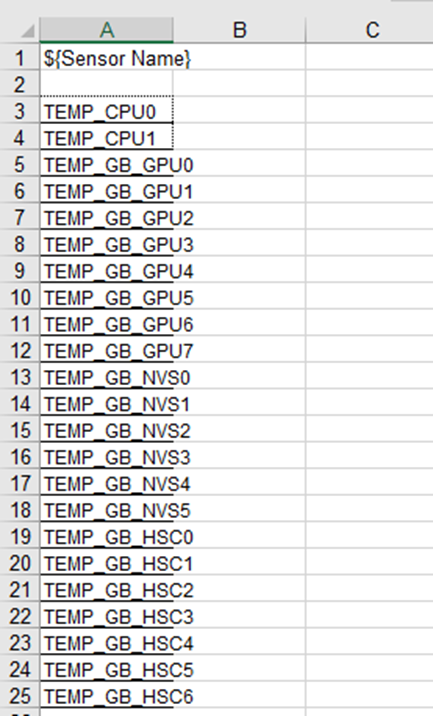 A B C
1 ${Sensor Name}
2
3 TEMP_CPU0
4 TEMP_CPU1
5 TEMP_GB_GPU0
6 TEMP_GB_GPU1
7 TEMP_GB_GPU2
8 TEMP_GB_GPU3
9 TEMP_GB_GPU4
10 TEMP_GB_GPU5
11 TEMP_GB_GPU6
12 TEMP_GB_GPU7
13 TEMP_GB_NVS0
14 TEMP_GB_NVS1
15 TEMP_GB_NVS2
16 TEMP_GB_NVS3
17 TEMP_GB_NVS4
18 TEMP_GB_NVS5
19 TEMP_GB_HSC0
20 TEMP_GB_HSC1
21 TEMP_GB_HSC2
22 TEMP_GB_HSC3
23 TEMP_GB_HSC4
24 TEMP_GB_HSC5
25 TEMP_GB_HSC6